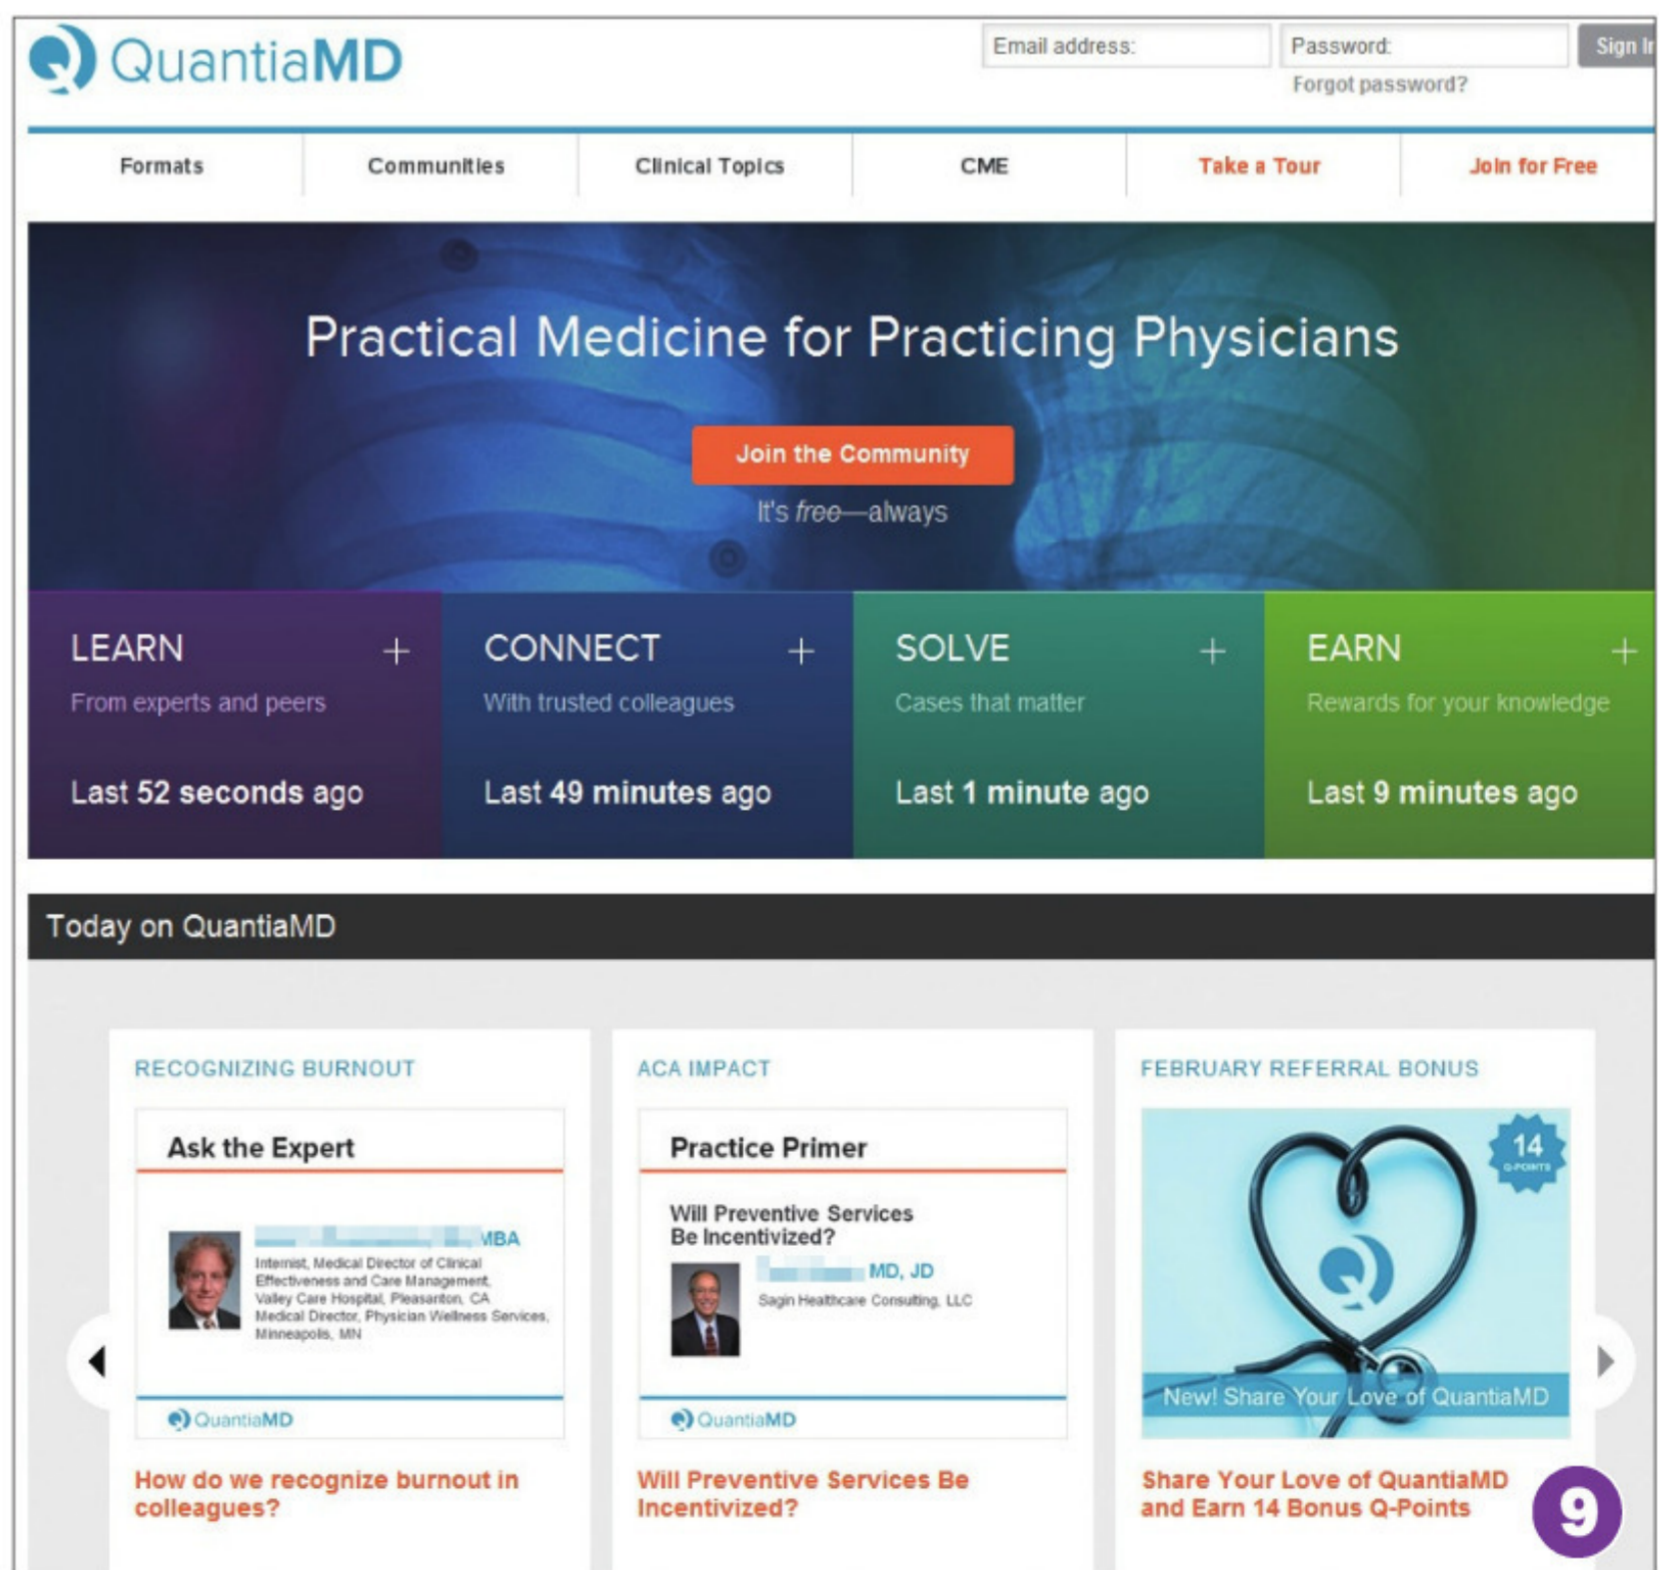 QuantiaMD
Email address:
Password:
Sign In
Forgot password?
Formats
Communities
Clinical Topics
CME
Take a Tour
Join for Free
Practical Medicine for Practicing Physicians
Join the Community
It's free—always
LEARN +
From experts and peers
Last 52 seconds ago
CONNECT +
With trusted colleagues
Last 49 minutes ago
SOLVE +
Cases that matter
Last 1 minute ago
EARN +
Rewards for your knowledge
Last 9 minutes ago
Today on QuantiaMD
RECOGNIZING BURNOUT
Ask the Expert
MBA
Internist, Medical Director of Clinical
Effectiveness and Care Management,
Valley Care Hospital, Pleasanton, CA
Medical Director, Physician Wellness Services,
Minneapolis, MN
QuantiaMD
How do we recognize burnout in
colleagues?
ACA IMPACT
Practice Primer
Will Preventive Services
Be Incentivized?
MD, JD
Sagin Healthcare Consulting, LLC
QuantiaMD
Will Preventive Services Be
Incentivized?
FEBRUARY REFERRAL BONUS
14
Q-POINTS
New! Share Your Love of QuantiaMD
Share Your Love of QuantiaMD
and Earn 14 Bonus Q-Points
9